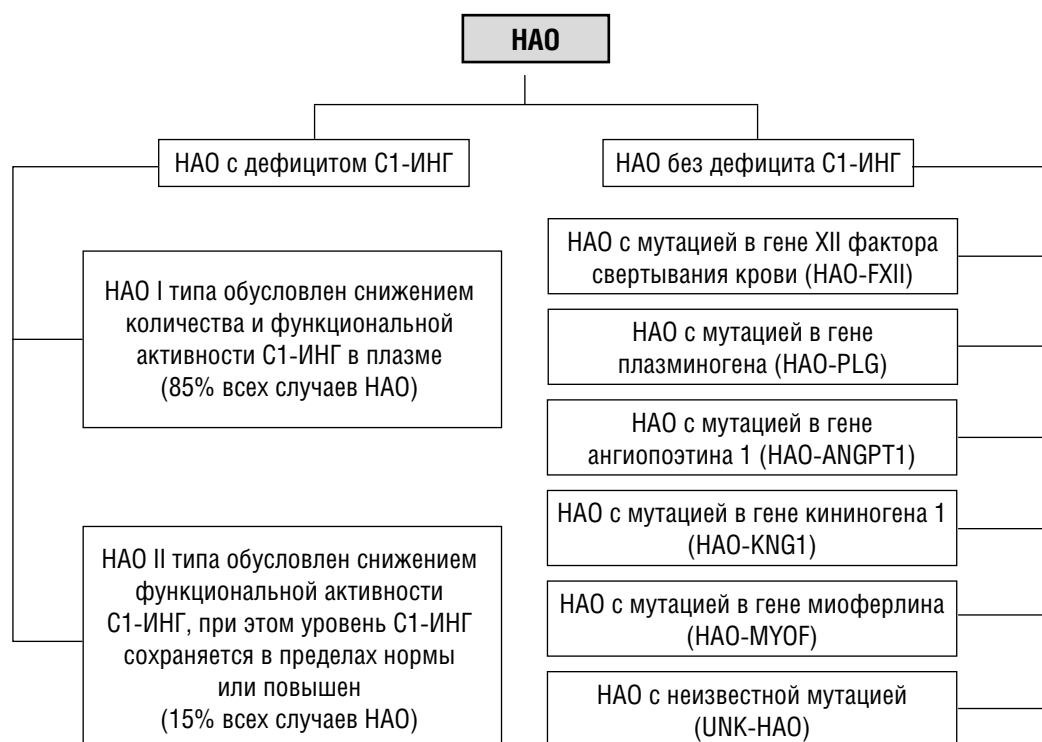 НАО
НАО с дефицитом С1-ИНГ
НАО I типа обусловлен снижением
количества и функциональной
активности С1-ИНГ в плазме
(85% всех случаев НАО)
НАО II типа обусловлен снижением
функциональной активности
С1-ИНГ, при этом уровень С1-ИНГ
сохраняется в пределах нормы
или повышен
(15% всех случаев НАО)
НАО без дефицита С1-ИНГ
НАО с мутацией в гене XII фактора
свертывания крови (НАО-FXII)
НАО с мутацией в гене
плазминогена (НАО-PLG)
НАО с мутацией в гене
ангиопоэтина 1 (НАО-ANGPT1)
НАО с мутацией в гене кининогена 1
(НАО-KNG1)
НАО с мутацией в гене миоферлина
(НАО-MYOF)
НАО с неизвестной мутацией
(UNK-НАО)